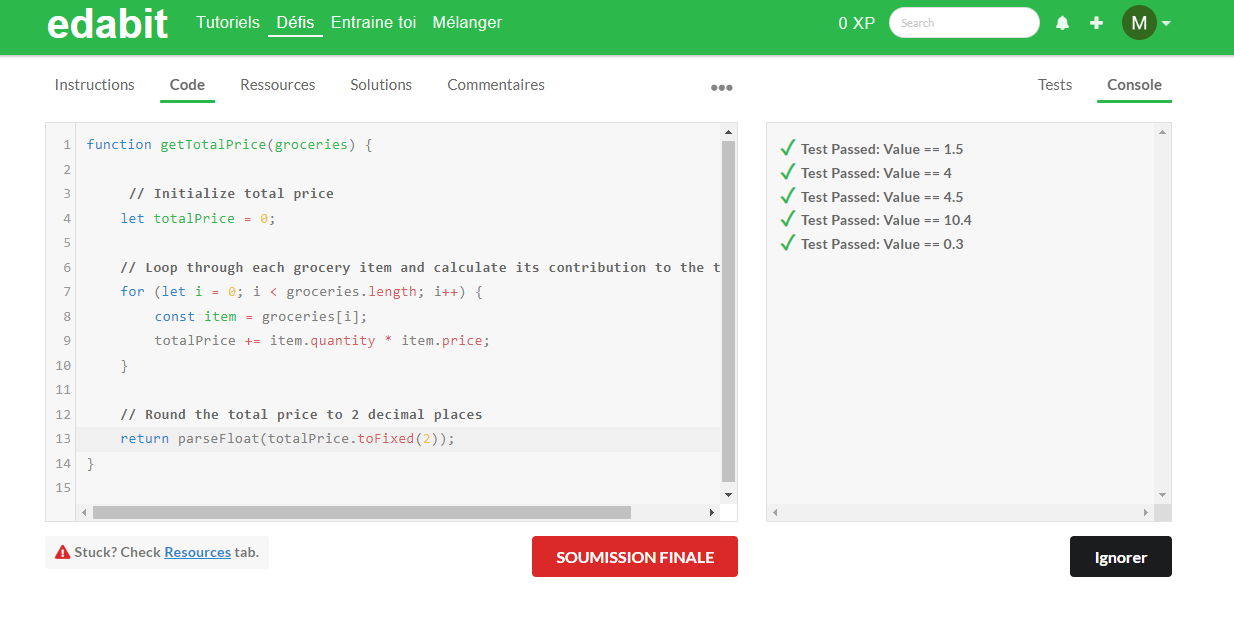 edabit Tutoriels Défis Entraine toi Mélanger 0 XP Search M
Instructions Code Ressources Solutions Commentaires ••• Tests Console
1 function getTotalPrice(groceries) {
2
3 // Initialize total price
4 let totalPrice = 0;
5
6 // Loop through each grocery item and calculate its contribution to the t
7 for (let i = 0; i < groceries.length; i++) {
8 const item = groceries[i];
9 totalPrice += item.quantity * item.price;
10 }
11
12 // Round the total price to 2 decimal places
13 return parseFloat(totalPrice.toFixed(2));
14 }
15
Test Passed: Value == 1.5
Test Passed: Value == 4
Test Passed: Value == 4.5
Test Passed: Value == 10.4
Test Passed: Value == 0.3
Stuck? Check Resources tab.
SOUMISSION FINALE
Ignorer